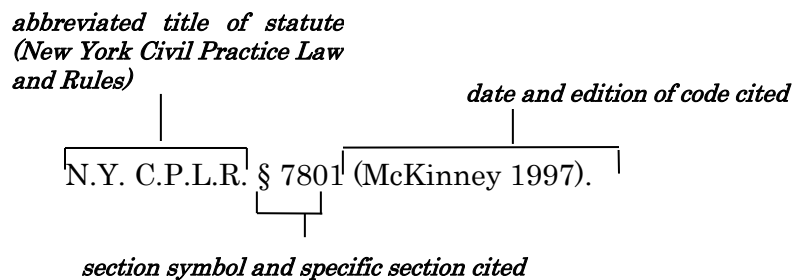 abbreviated title of statute
(New York Civil Practice Law
and Rules)
date and edition of code cited
N.Y. C.P.L.R. § 7801 (McKinney 1997).
section symbol and specific section cited